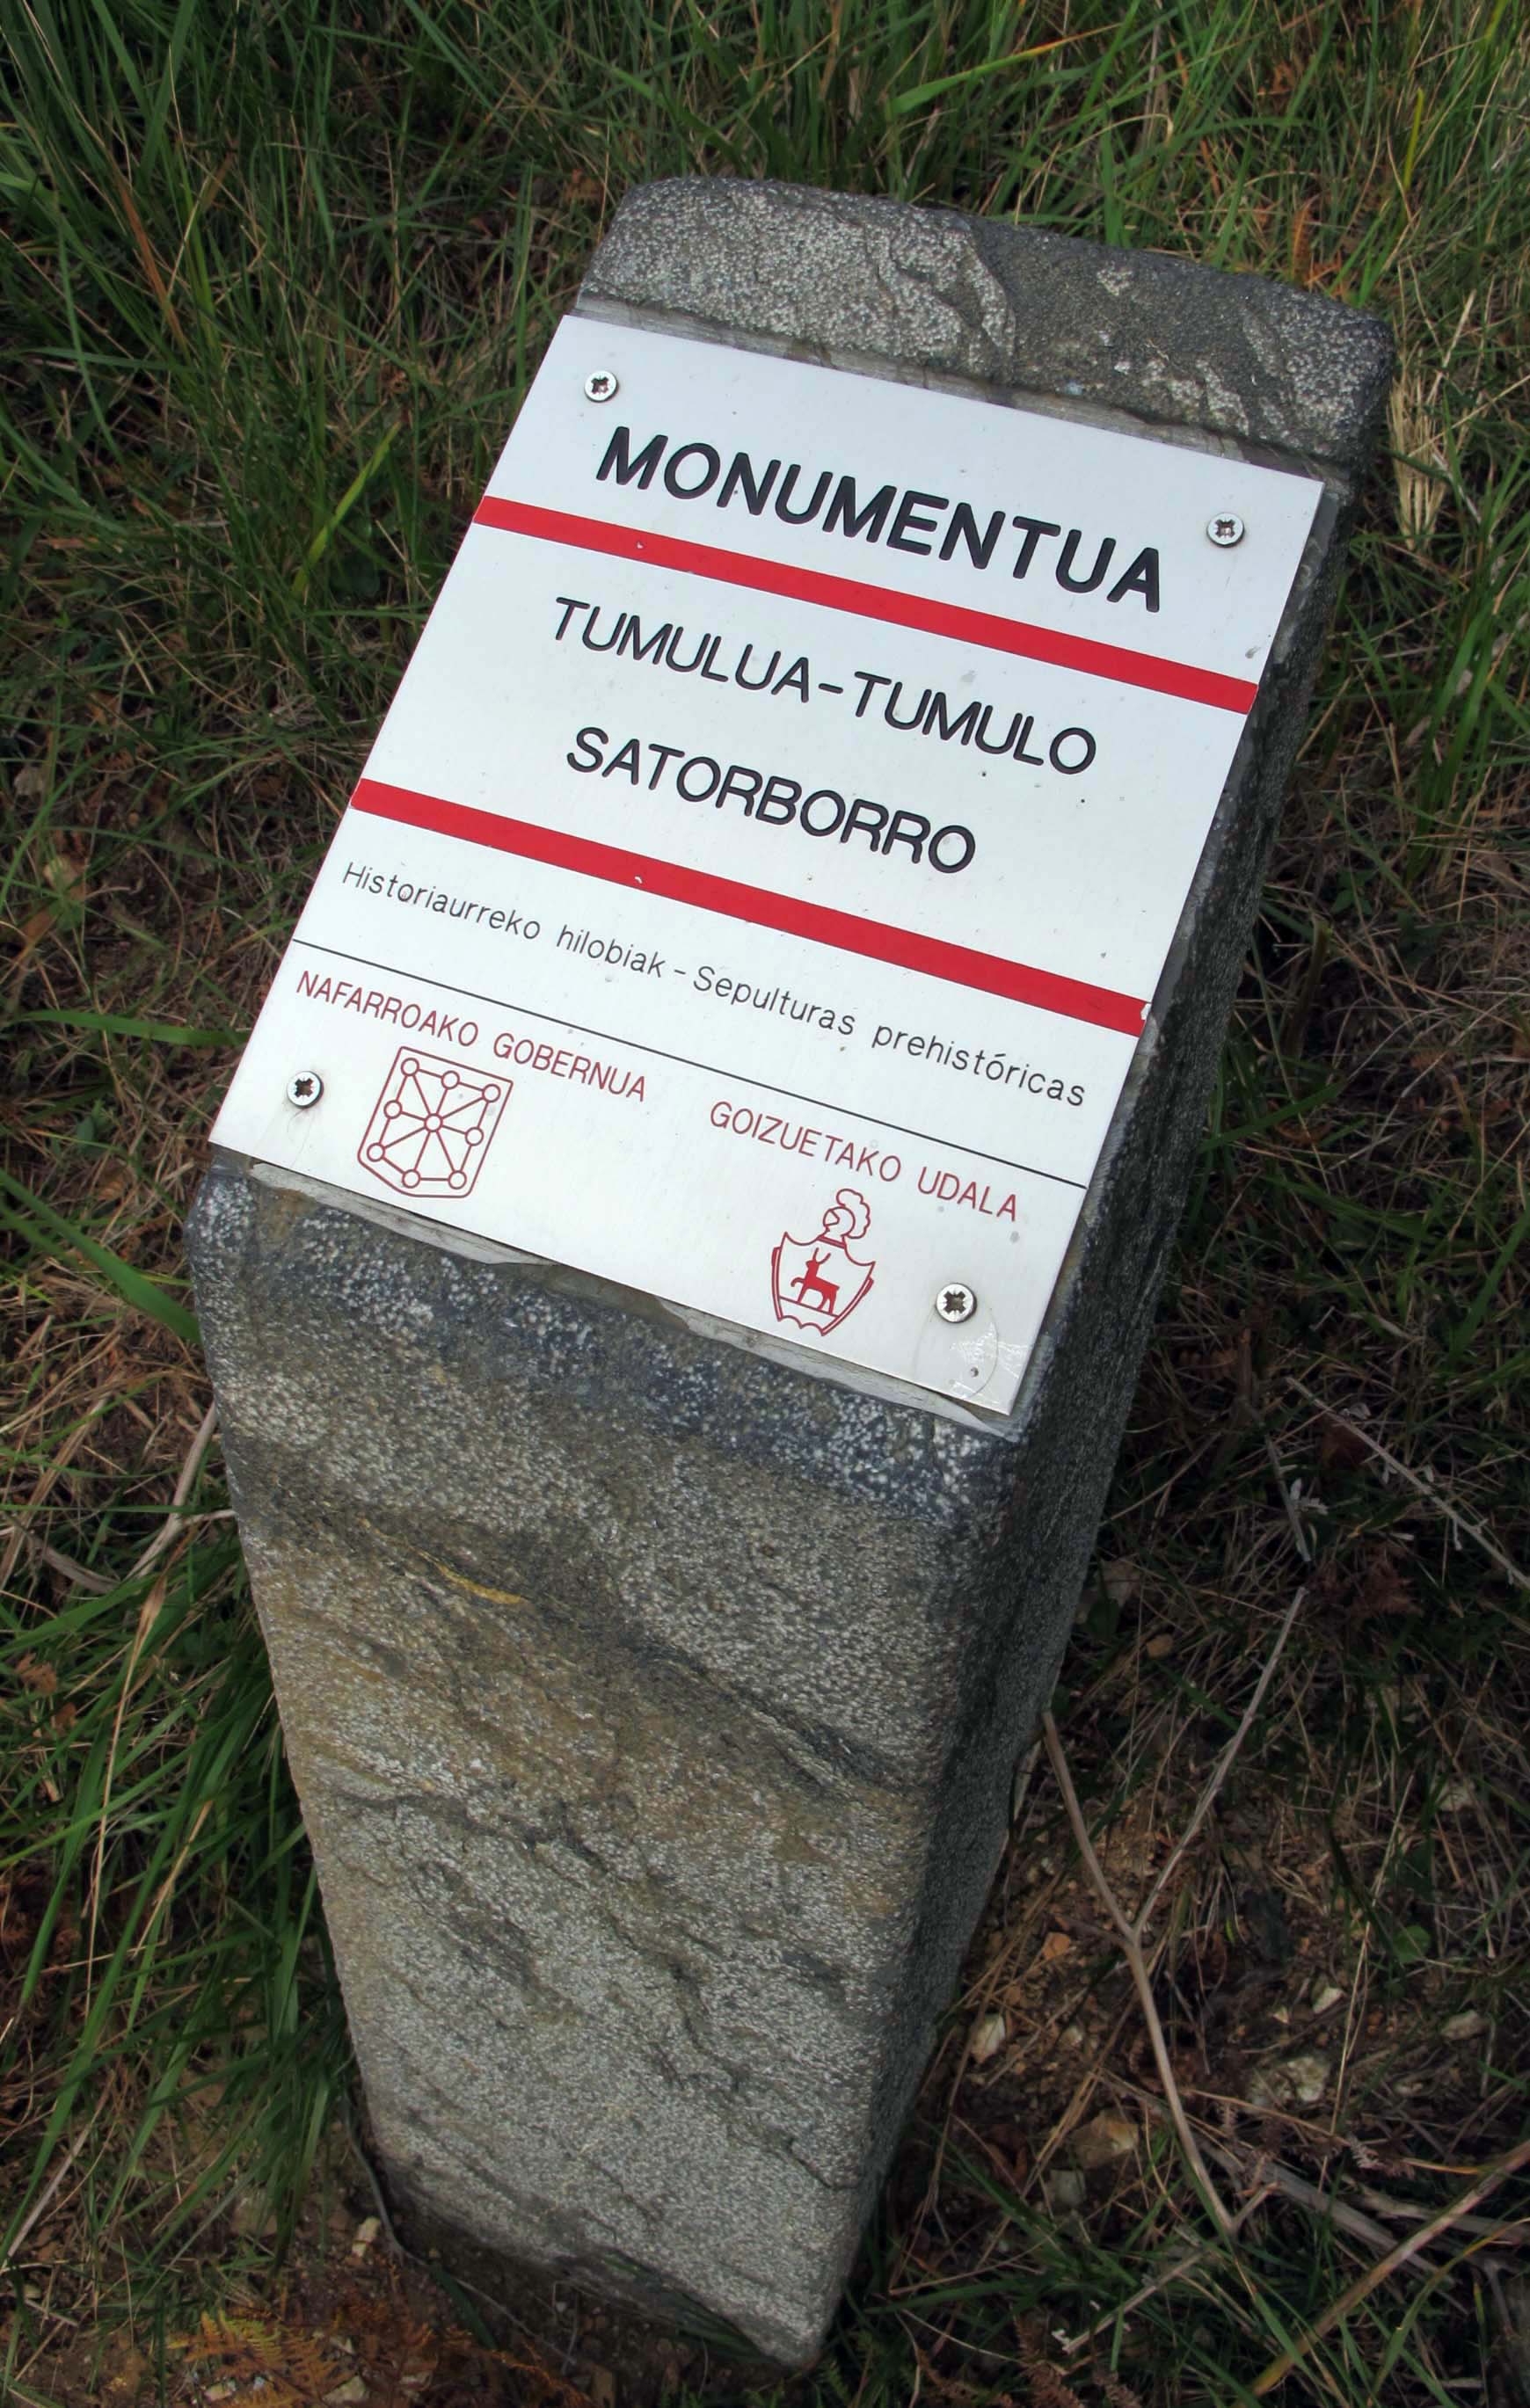 MONUMENTUA
TUMULUA-TUMULO
SATORBORRO
Historiaurreko hilobiak - Sepulturas prehistóricas
NAFARROAKO GOBERNUA
GOIZUETAKO UDALA